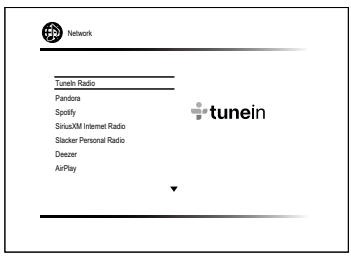 Network
TuneIn Radio
Pandora
Spotify
SiriusXM Internet Radio
Slacker Personal Radio
Deezer
AirPlay
tunein